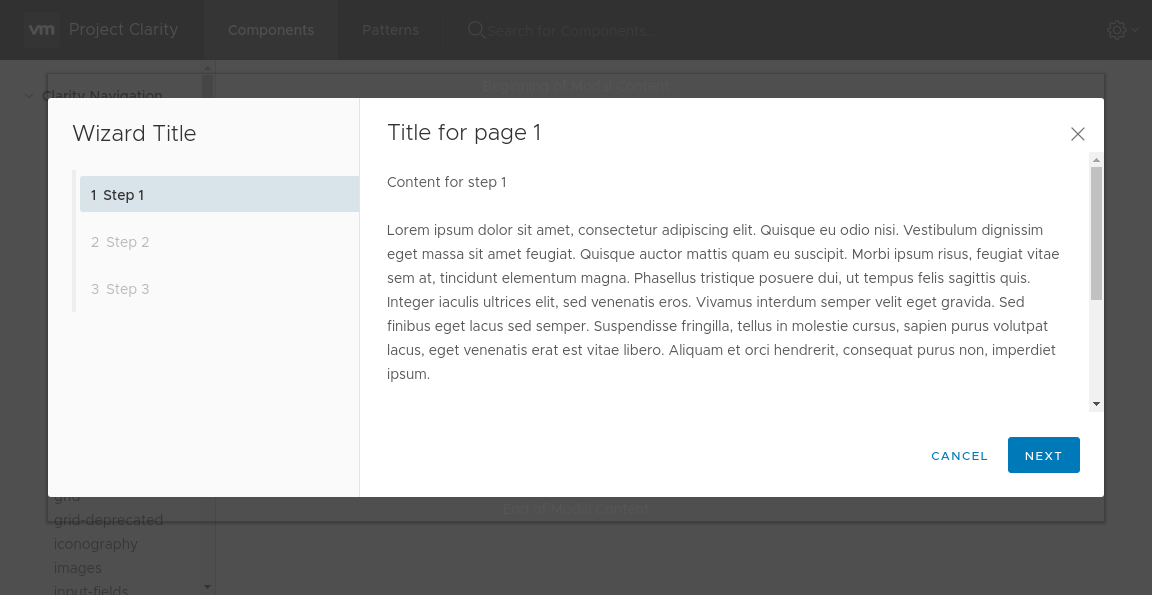 vm Project Clarity Components Patterns Search for Components...
Clarity Navigation
Beginning of Modal Content
Wizard Title
1 Step 1
2 Step 2
3 Step 3
Title for page 1
Content for step 1
Lorem ipsum dolor sit amet, consectetur adipiscing elit. Quisque eu odio nisi. Vestibulum dignissim
eget massa sit amet feugiat. Quisque auctor mattis quam eu suscipit. Morbi ipsum risus, feugiat vitae
sem at, tincidunt elementum magna. Phasellus tristique posuere dui, ut tempus felis sagittis quis.
Integer iaculis ultrices elit, sed venenatis eros. Vivamus interdum semper velit eget gravida. Sed
finibus eget lacus sed semper. Suspendisse fringilla, tellus in molestie cursus, sapien purus volutpat
lacus, eget venenatis erat est vitae libero. Aliquam et orci hendrerit, consequat purus non, imperdiet
ipsum.
CANCEL NEXT
End of Modal Content
grid
grid-deprecated
iconography
images
input-fields